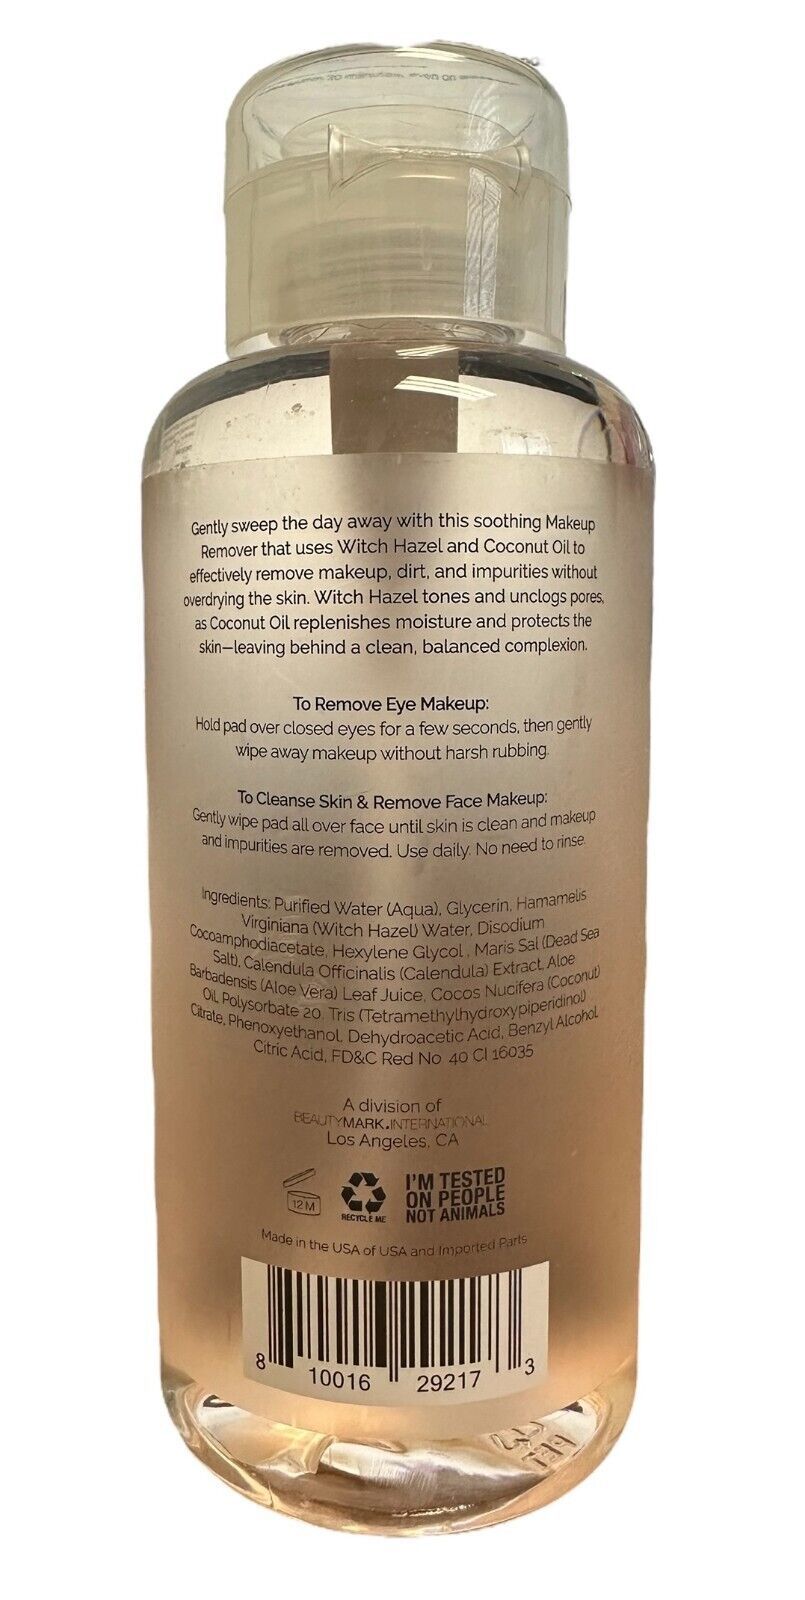 Gently sweep the day away with this soothing Makeup
Remover that uses Witch Hazel and Coconut Oil to
effectively remove makeup, dirt, and impurities without
overdrying the skin. Witch Hazel tones and unclogs pores,
as Coconut Oil replenishes moisture and protects the
skin—leaving behind a clean, balanced complexion.
To Remove Eye Makeup:
Hold pad over closed eyes for a few seconds, then gently
wipe away makeup without harsh rubbing.
To Cleanse Skin & Remove Face Makeup:
Gently wipe pad all over face until skin is clean and makeup
and impurities are removed. Use daily. No need to rinse.
Ingredients: Purified Water (Aqua), Glycerin, Hamamelis
Virginiana (Witch Hazel) Water, Disodium
Cocoamphodiacetate, Hexylene Glycol, Maris Sal (Dead Sea
Salt), Calendula Officinalis (Calendula) Extract, Aloe
Barbadensis (Aloe Vera) Leaf Juice, Cocos Nucifera (Coconut)
Oil, Polysorbate 20, Tris (Tetramethylhydroxypiperidinol)
Citrate, Phenoxyethanol, Dehydroacetic Acid, Benzyl Alcohol,
Citric Acid, FD&C Red No. 40 CI 16035
A division of
BEAUTYMARK.INTERNATIONAL
Los Angeles, CA
12 M
RECYCLE ME
I'M TESTED
ON PEOPLE
NOT ANIMALS
Made in the USA of USA and Imported Parts
8 10016 29217 3